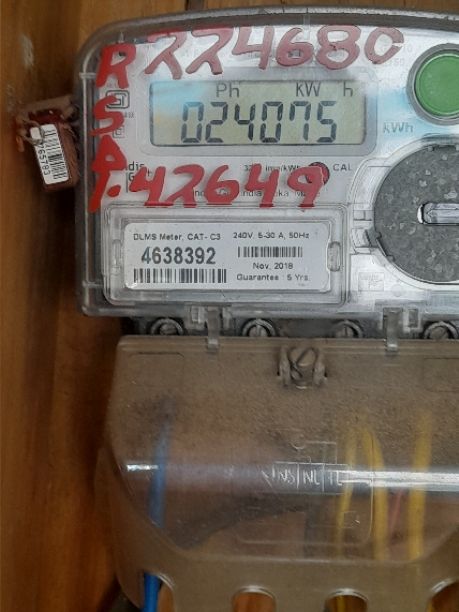 224680
Ph KW h
024075
kWh
CAL
42649
DLMS Meter, CAT- C3 240V, 5-30 A, 50Hz
4638392
Nov, 2018
Guarantee : 5 Yrs.